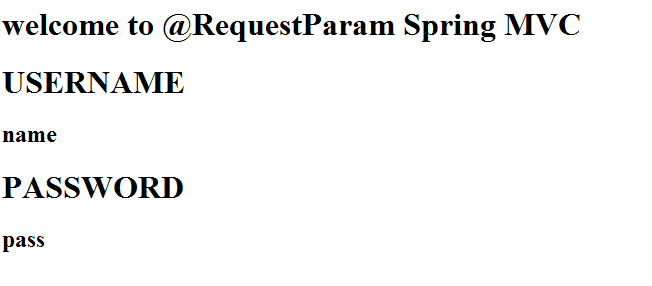 welcome to @RequestParam Spring MVC
USERNAME
name
PASSWORD
pass